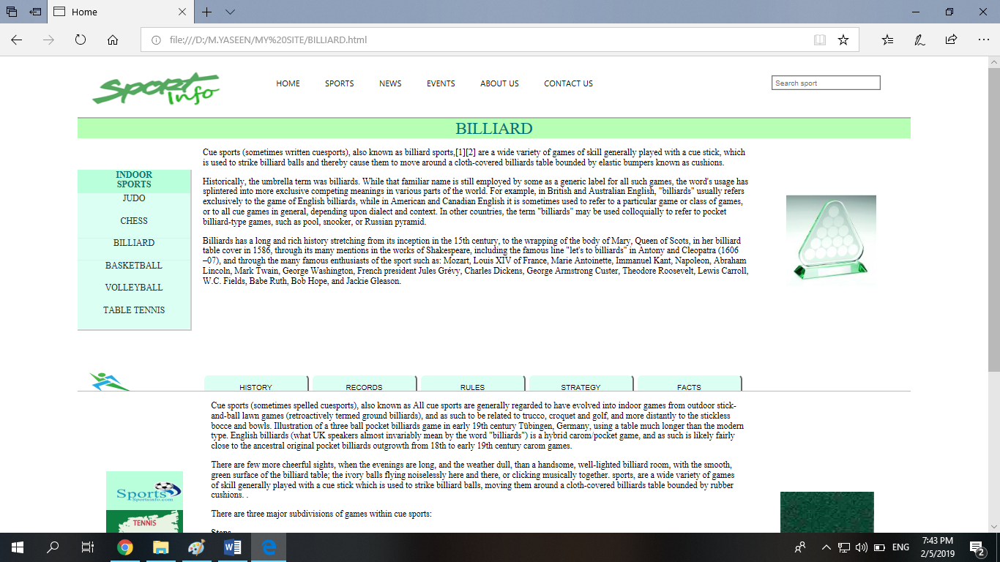 Home
file:///D:/M.YASEEN/MY%20SITE/BILLIARD.html
Sport
info
HOME SPORTS NEWS EVENTS ABOUT US CONTACT US
Search sport
BILLIARD
INDOOR
SPORTS
JUDO
CHESS
BILLIARD
BASKETBALL
VOLLEYBALL
TABLE TENNIS
Cue sports (sometimes written cuesports), also known as billiard sports,[1][2] are a wide variety of games of skill generally played with a cue stick, which
is used to strike billiard balls and thereby cause them to move around a cloth-covered billiards table bounded by elastic bumpers known as cushions.
Historically, the umbrella term was billiards. While that familiar name is still employed by some as a generic label for all such games, the word's usage has
splintered into more exclusive competing meanings in various parts of the world. For example, in British and Australian English, "billiards" usually refers
exclusively to the game of English billiards, while in American and Canadian English it is sometimes used to refer to a particular game or class of games,
or to all cue games in general, depending upon dialect and context. In other countries, the term "billiards" may be used colloquially to refer to pocket
billiard-type games, such as pool, snooker, or Russian pyramid.
Billiards has a long and rich history stretching from its inception in the 15th century, to the wrapping of the body of Mary, Queen of Scots, in her billiard
table cover in 1586, through its many mentions in the works of Shakespeare, including the famous line "let's to billiards" in Antony and Cleopatra (1606
–07), and through the many famous enthusiasts of the sport such as: Mozart, Louis XIV of France, Marie Antoinette, Immanuel Kant, Napoleon, Abraham
Lincoln, Mark Twain, George Washington, French president Jules Grévy, Charles Dickens, George Armstrong Custer, Theodore Roosevelt, Lewis Carroll,
W.C. Fields, Babe Ruth, Bob Hope, and Jackie Gleason.
HISTORY RECORDS RULES STRATEGY FACTS
Cue sports (sometimes spelled cuesports), also known as All cue sports are generally regarded to have evolved into indoor games from outdoor stick-
and-ball lawn games (retroactively termed ground billiards), and as such to be related to trucco, croquet and golf, and more distantly to the stickless
bocce and bowls. Illustration of a three ball pocket billiards game in early 19th century Tübingen, Germany, using a table much longer than the modern
type. English billiards (what UK speakers almost invariably mean by the word "billiards") is a hybrid carom/pocket game, and as such is likely fairly
close to the ancestral original pocket billiards outgrowth from 18th to early 19th century carom games.
There are few more cheerful sights, when the evenings are long, and the weather dull, than a handsome, well-lighted billiard room, with the smooth,
green surface of the billiard table; the ivory balls flying noiselessly here and there, or clicking musically together. sports, are a wide variety of games
of skill generally played with a cue stick which is used to strike billiard balls, moving them around a cloth-covered billiards table bounded by rubber
cushions. .
There are three major subdivisions of games within cue sports:
Sports
Sportsinfo.com
TENNIS
ENG
7:43 PM
2/5/2019
2